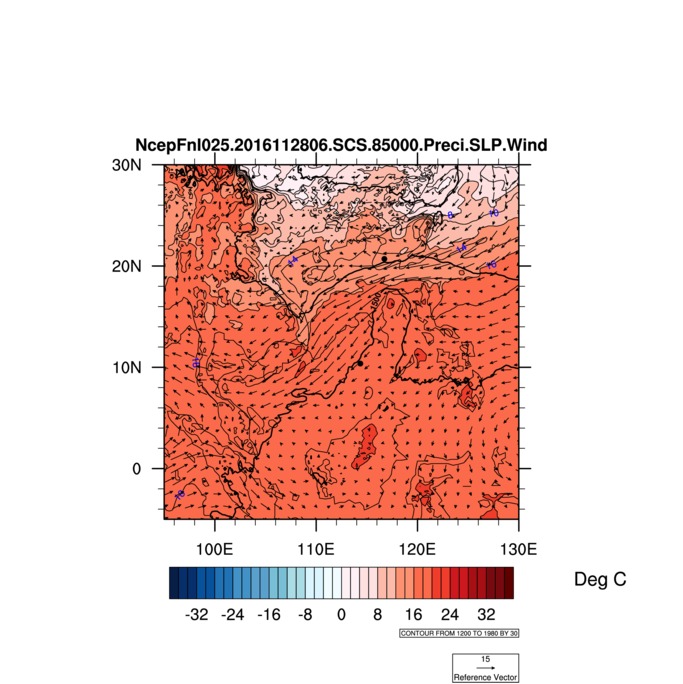 NcepFnl025.2016112806.SCS.85000.Preci.SLP.Wind
30N
20N
10N
0
100E 110E 120E 130E
-32 -24 -16 -8 0 8 16 24 32
Deg C
CONTOUR FROM 1200 TO 1980 BY 30
15
Reference Vector